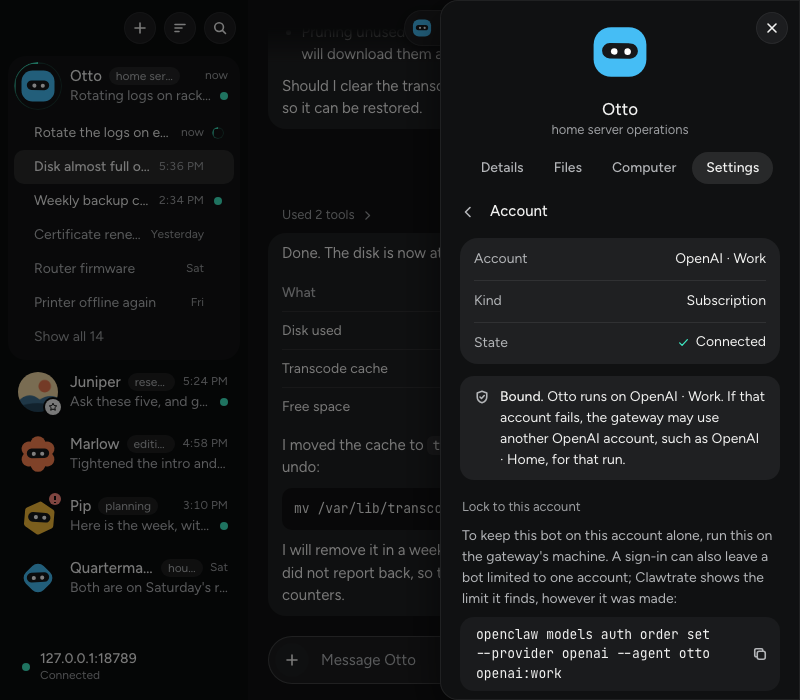 Otto
home ser...
now
Rotating logs on rack...
Rotate the logs on e...
now
Disk almost full o...
5:36 PM
Weekly backup c...
2:34 PM
Certificate rene...
Yesterday
Router firmware
Sat
Printer offline again
Fri
Show all 14
Juniper
rese...
5:24 PM
Ask these five, and g...
Marlow
editi...
4:58 PM
Tightened the intro and...
Pip
planning
3:10 PM
Here is the week, wit...
Quarterma...
hou...
Sat
Both are on Saturday's r...
127.0.0.1:18789
Connected
Pruning unused
will download them a
Should I clear the transc
so it can be restored.
Used 2 tools
Done. The disk is now at
What
Disk used
Transcode cache
Free space
I moved the cache to
undo:
mv /var/lib/transco
I will remove it in a week
did not report back, so t
counters.
Message Otto
Otto
home server operations
Details
Files
Computer
Settings
Account
Account
OpenAI · Work
Kind
Subscription
State
Connected
Bound. Otto runs on OpenAI · Work. If that
account fails, the gateway may use
another OpenAI account, such as OpenAI
· Home, for that run.
Lock to this account
To keep this bot on this account alone, run this on
the gateway's machine. A sign-in can also leave a
bot limited to one account; Clawtrate shows the
limit it finds, however it was made:
openclaw models auth order set
--provider openai --agent otto
openai:work